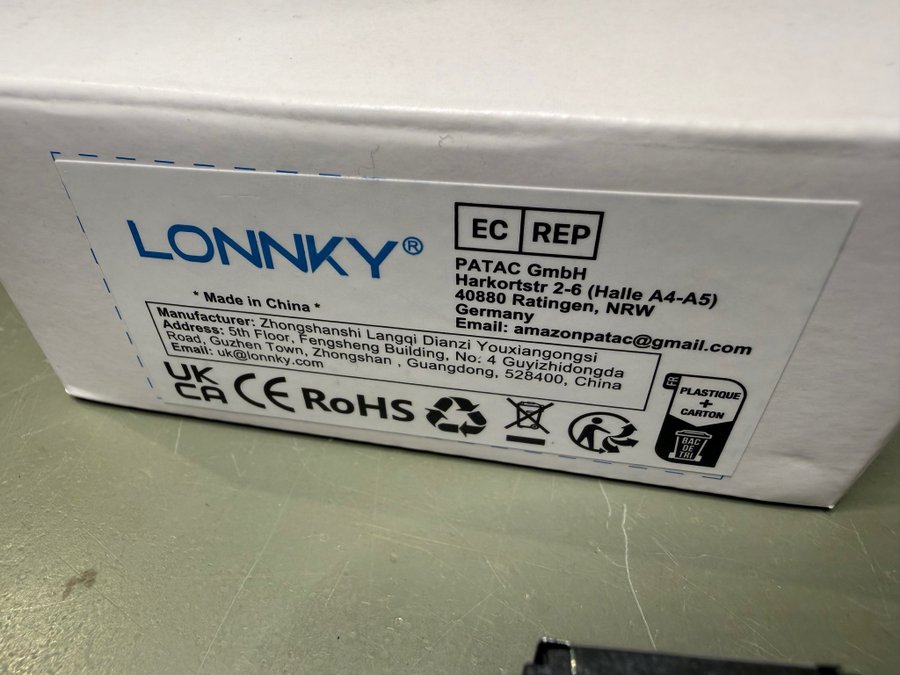 LONNKY®
* Made in China *
EC REP
PATAC GmbH
Harkortstr 2-6 (Halle A4-A5)
40880 Ratingen, NRW
Germany
Email: amazonpatac@gmail.com
Manufacturer: Zhongshanshi Langqi Dianzi Youxiangongsi
Address: 5th Floor, Fengsheng Building, No. 4 Guyizhidongda
Road, Guzhen Town, Zhongshan , Guangdong, 528400, China
Email: uk@lonnky.com
UK
CA
CE RoHS
FR
PLASTIQUE
+
CARTON
BAC
DE
TRI